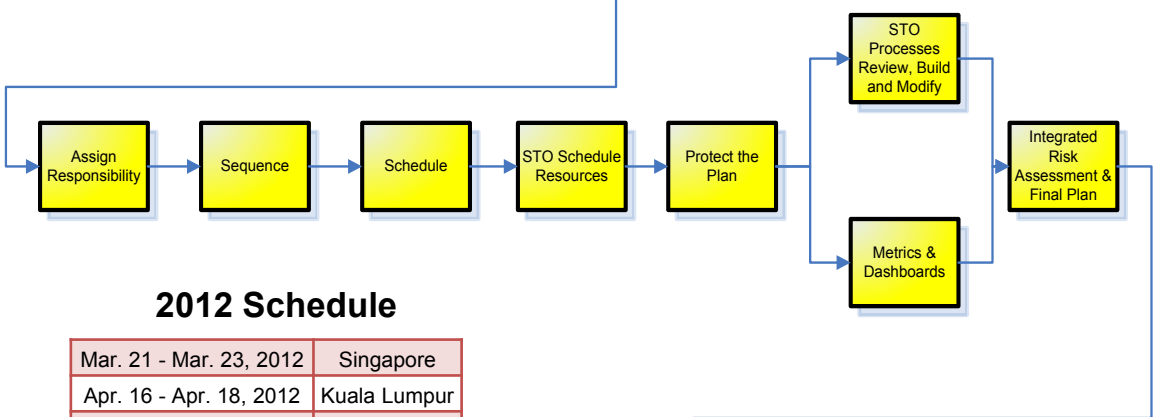 Assign
Responsibility
Sequence
Schedule
STO Schedule
Resources
Protect the
Plan
STO
Processes
Review, Build
and Modify
Metrics &
Dashboards
Integrated
Risk
Assessment &
Final Plan
2012 Schedule
Mar. 21 - Mar. 23, 2012 Singapore
Apr. 16 - Apr. 18, 2012 Kuala Lumpur